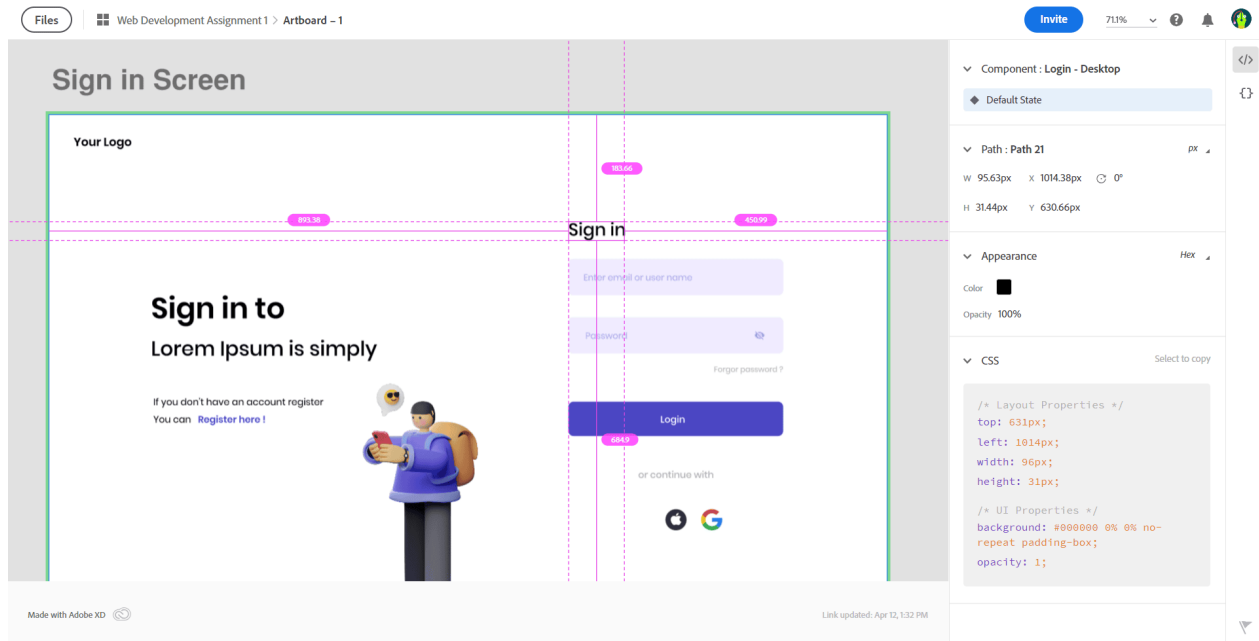 Files
Web Development Assignment 1 > Artboard – 1
Invite
71.1%
Sign in Screen
Your Logo
183.66
893.38
450.99
Sign in
Enter email or user name
Sign in to
Password
Lorem Ipsum is simply
Forgor password ?
If you don't have an account register
You can Register here !
Login
684.9
or continue with
Made with Adobe XD
Link updated: Apr 12, 1:32 PM
Component : Login - Desktop
Default State
Path : Path 21
px
W 95.63px X 1014.38px 0°
H 31.44px Y 630.66px
Appearance
Hex
Color
Opacity 100%
CSS
Select to copy
/* Layout Properties */
top: 631px;
left: 1014px;
width: 96px;
height: 31px;
/* UI Properties */
background: #000000 0% 0% no-
repeat padding-box;
opacity: 1;